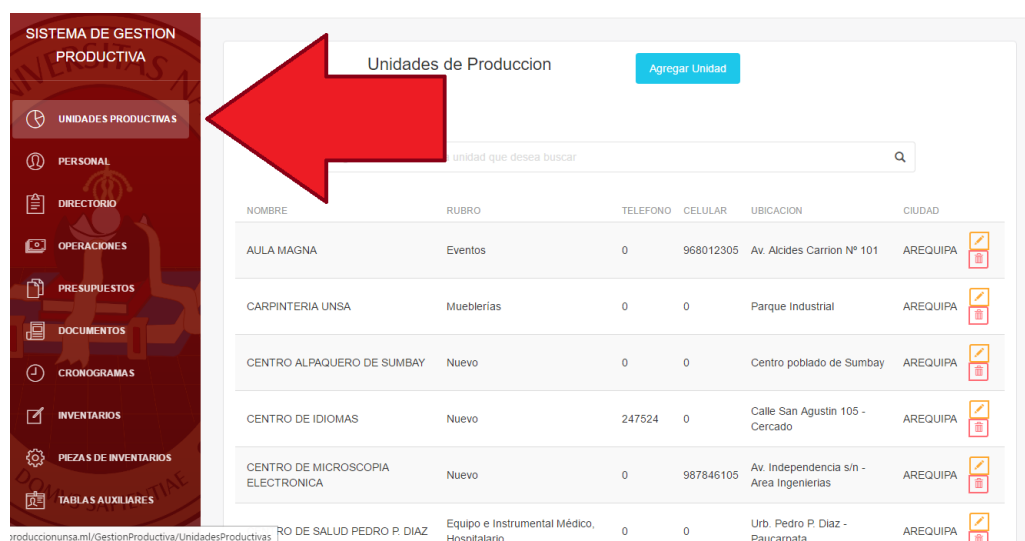 SISTEMA DE GESTION
PRODUCTIVA
Unidades de Produccion
Agregar Unidad
UNIDADES PRODUCTIVAS
PERSONAL
unidad que desea buscar
DIRECTORIO
NOMBRE RUBRO TELEFONO CELULAR UBICACION CIUDAD
OPERACIONES
AULA MAGNA Eventos 0 968012305 Av. Alcides Carrion Nº 101 AREQUIPA
PRESUPUESTOS
CARPINTERIA UNSA Mueblerías 0 0 Parque Industrial AREQUIPA
DOCUMENTOS
CENTRO ALPAQUERO DE SUMBAY Nuevo 0 0 Centro poblado de Sumbay AREQUIPA
CRONOGRAMAS
INVENTARIOS
CENTRO DE IDIOMAS Nuevo 247524 0 Calle San Agustin 105 -
Cercado AREQUIPA
PIEZAS DE INVENTARIOS
CENTRO DE MICROSCOPIA
ELECTRONICA Nuevo 0 987846105 Av. Independencia s/n -
Area Ingenierias AREQUIPA
TABLAS AUXILIARES
RO DE SALUD PEDRO P. DIAZ Equipo e Instrumental Médico,
Hospitalario 0 0 Urb. Pedro P. Diaz -
Paucarpata AREQUIPA
produccionunsa.ml/GestionProductiva/UnidadesProductivas